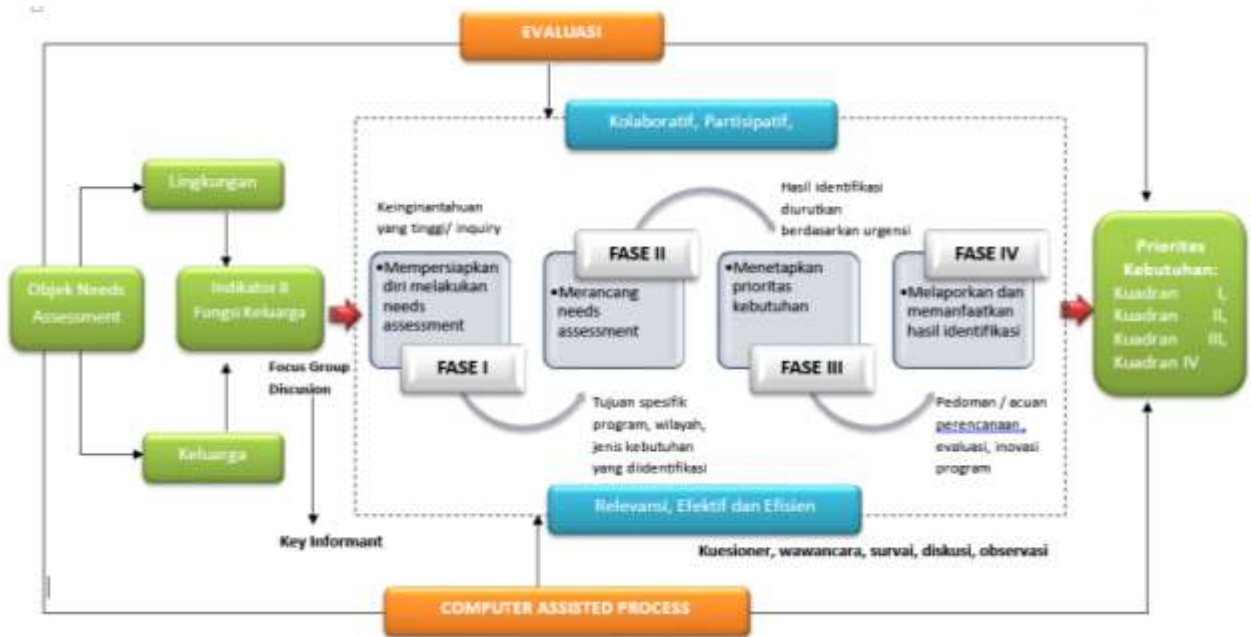 EVALUASI
Kolaboratif, Partisipatif,
Lingkungan
Objek Needs
Assessment
Indikator 8
Fungsi Keluarga
Keluarga
Focus Group
Discusion
Key Informant
Keinginantahuan
yang tinggi/ inquiry
•Mempersiapkan
diri melakukan
needs
assessment
FASE I
FASE II
•Merancang
needs
assessment
Tujuan spesifik
program, wilayah,
jenis kebutuhan
yang diidentifikasi
Hasil identifikasi
diurutkan
berdasarkan urgensi
•Menetapkan
prioritas
kebutuhan
FASE III
FASE IV
•Melaporkan dan
memanfaatkan
hasil identifikasi
Pedoman / acuan
perencanaan,
evaluasi, inovasi
program
Prioritas
Kebutuhan:
Kuadran I,
Kuadran II,
Kuadran III,
Kuadran IV
Relevansi, Efektif dan Efisien
Kuesioner, wawancara, survai, diskusi, observasi
COMPUTER ASSISTED PROCESS